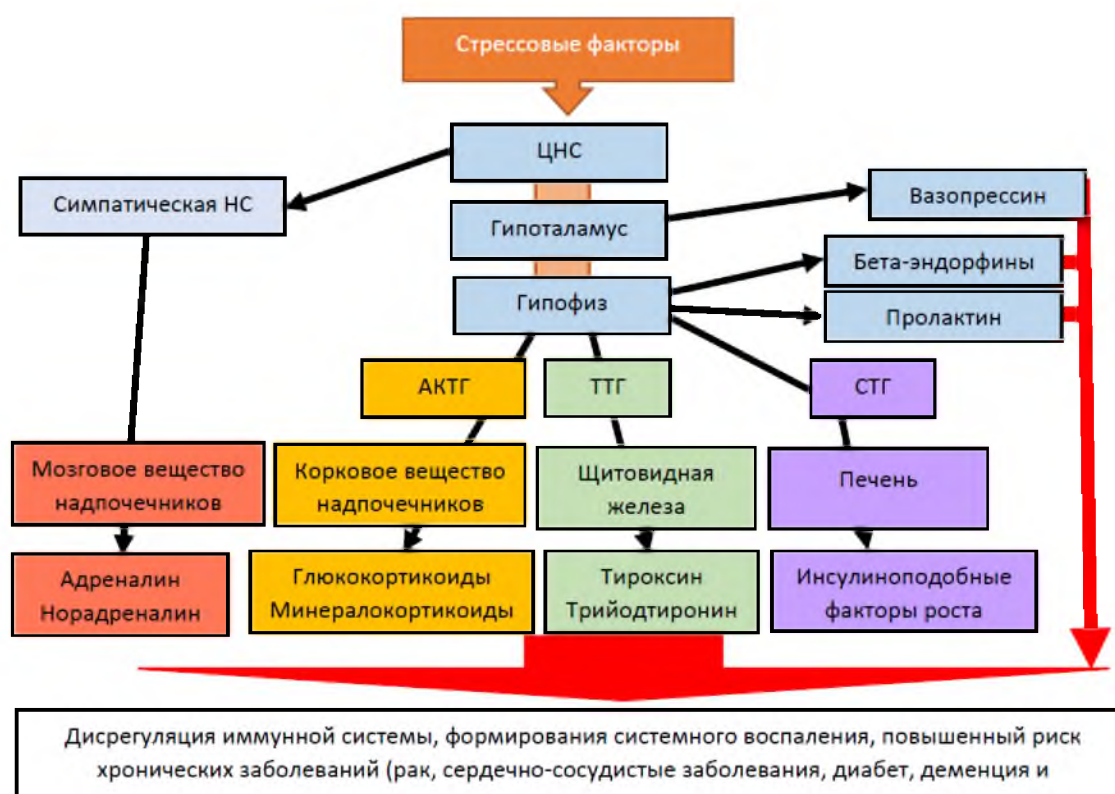 Стрессовые факторы
ЦНС
Симпатическая НС
Вазопрессин
Гипоталамус
Бета-эндорфины
Гипофиз
Пролактин
АКТГ
ТТГ
СТГ
Мозговое вещество
надпочечников
Корковое вещество
надпочечников
Щитовидная
железа
Печень
Адреналин
Норадреналин
Глюкокортикоиды
Минералокортикоиды
Тироксин
Трийодтиронин
Инсулиноподобные
факторы роста
Дисрегуляция иммунной системы, формирования системного воспаления, повышенный риск
хронических заболеваний (рак, сердечно-сосудистые заболевания, диабет, деменция и